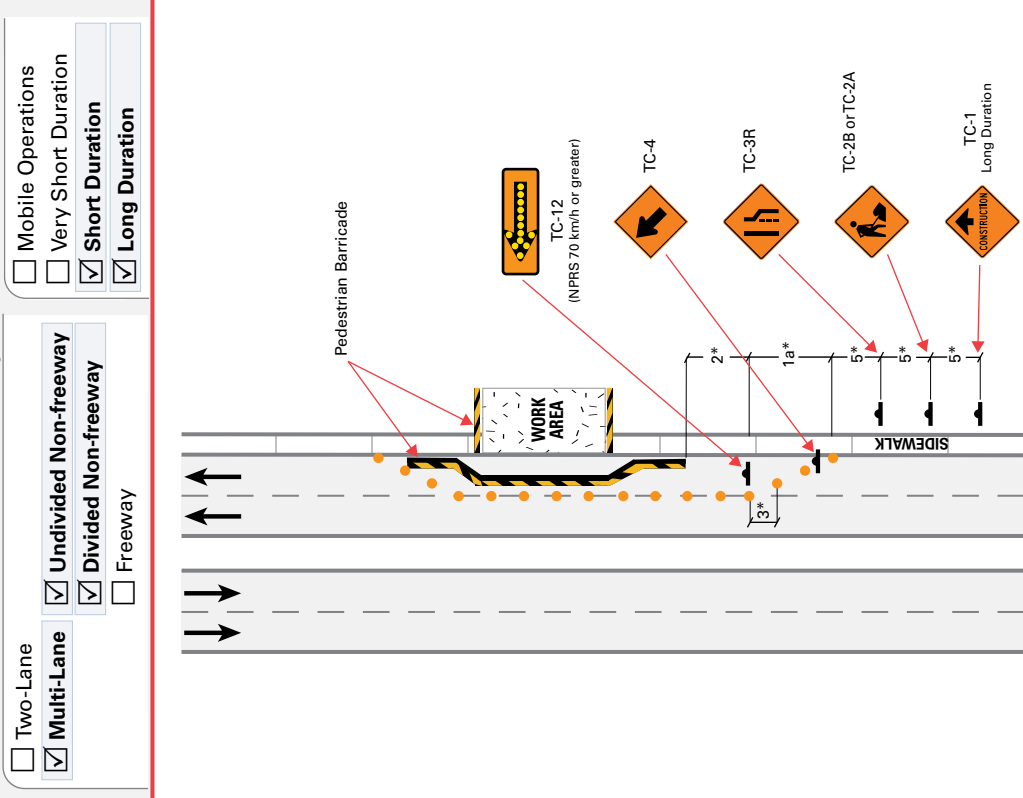 Two-Lane
Multi-Lane
Undivided Non-freeway
Divided Non-freeway
Freeway
Mobile Operations
Very Short Duration
Short Duration
Long Duration
Pedestrian Barricade
TC-12
(NPRS 70 km/h or greater)
TC-4
TC-3R
TC-2B or TC-2A
TC-1
Long Duration
CONSTRUCTION
WORK
AREA
SIDEWALK
2*
1a*
5*
5*
5*
3*